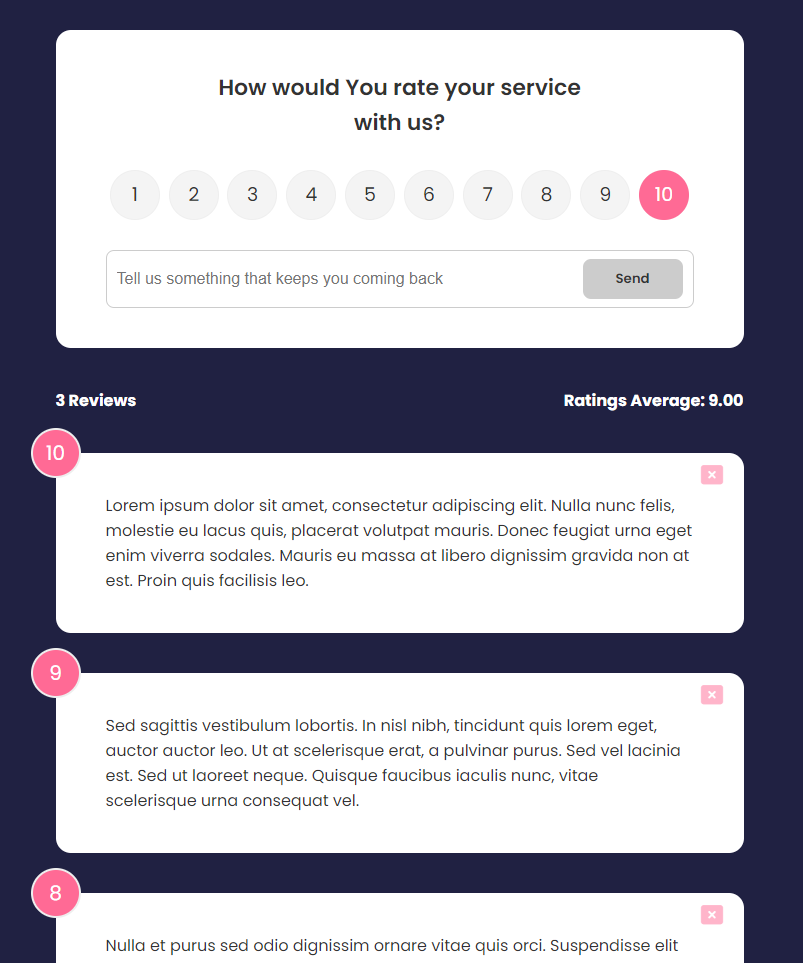 How would You rate your service
with us?
1 2 3 4 5 6 7 8 9 10
Tell us something that keeps you coming back Send
3 Reviews Ratings Average: 9.00
10
Lorem ipsum dolor sit amet, consectetur adipiscing elit. Nulla nunc felis,
molestie eu lacus quis, placerat volutpat mauris. Donec feugiat urna eget
enim viverra sodales. Mauris eu massa at libero dignissim gravida non at
est. Proin quis facilisis leo.
9
Sed sagittis vestibulum lobortis. In nisl nibh, tincidunt quis lorem eget,
auctor auctor leo. Ut at scelerisque erat, a pulvinar purus. Sed vel lacinia
est. Sed ut laoreet neque. Quisque faucibus iaculis nunc, vitae
scelerisque urna consequat vel.
8
Nulla et purus sed odio dignissim ornare vitae quis orci. Suspendisse elit